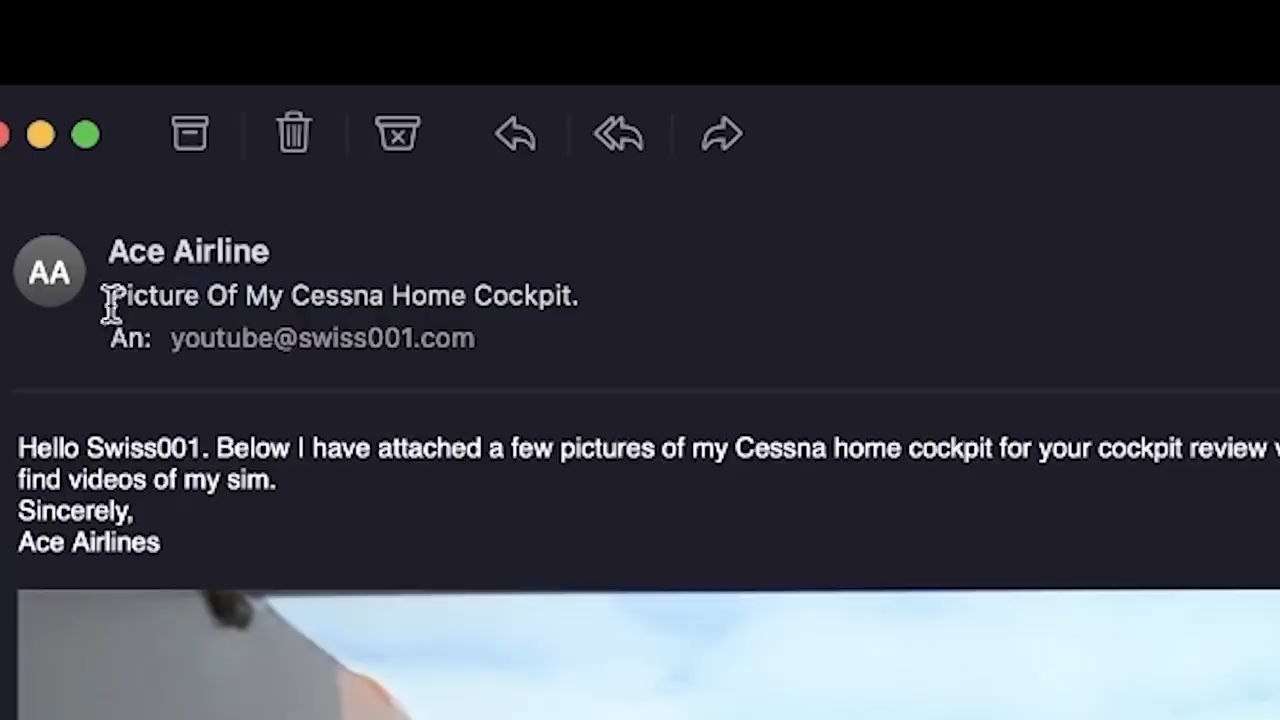 Ace Airline
AA
Picture Of My Cessna Home Cockpit.
An: youtube@swiss001.com
Hello Swiss001. Below I have attached a few pictures of my Cessna home cockpit for your cockpit review
find videos of my sim.
Sincerely,
Ace Airlines